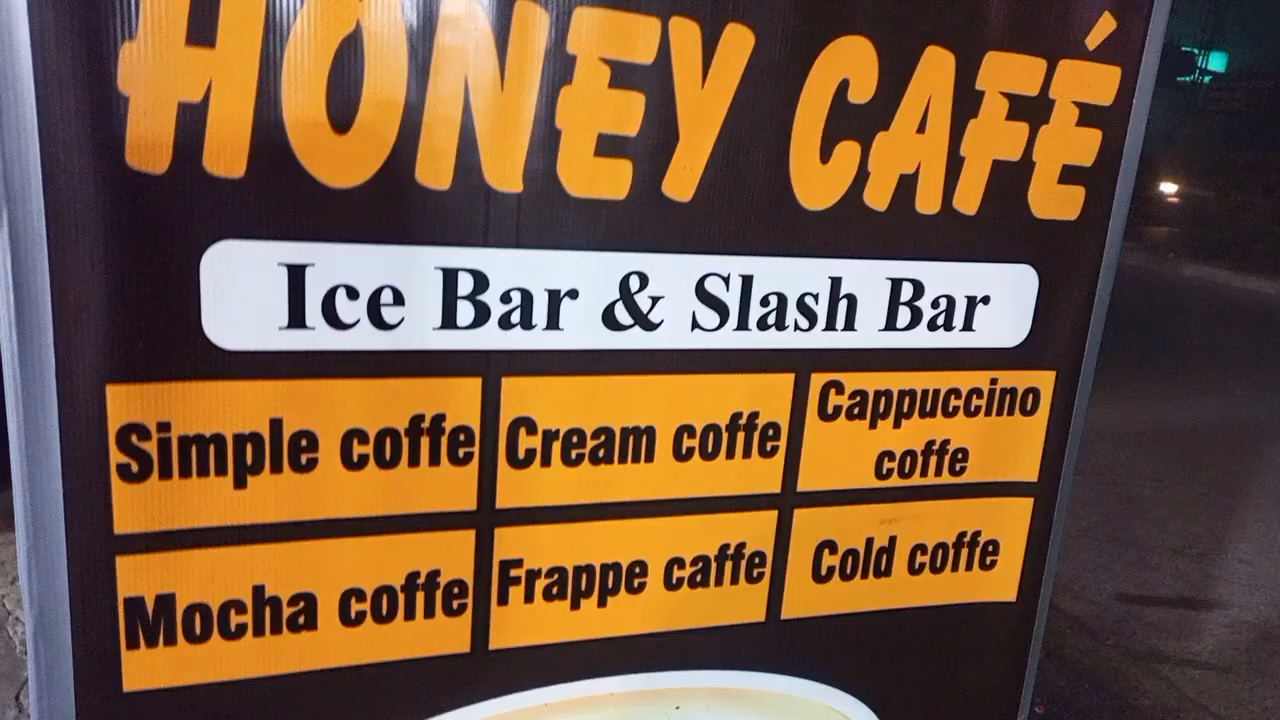 HONEY CAFÉ
Ice Bar & Slash Bar
Simple coffe
Cream coffe
Cappuccino
coffe
Mocha coffe
Frappe caffe
Cold coffe